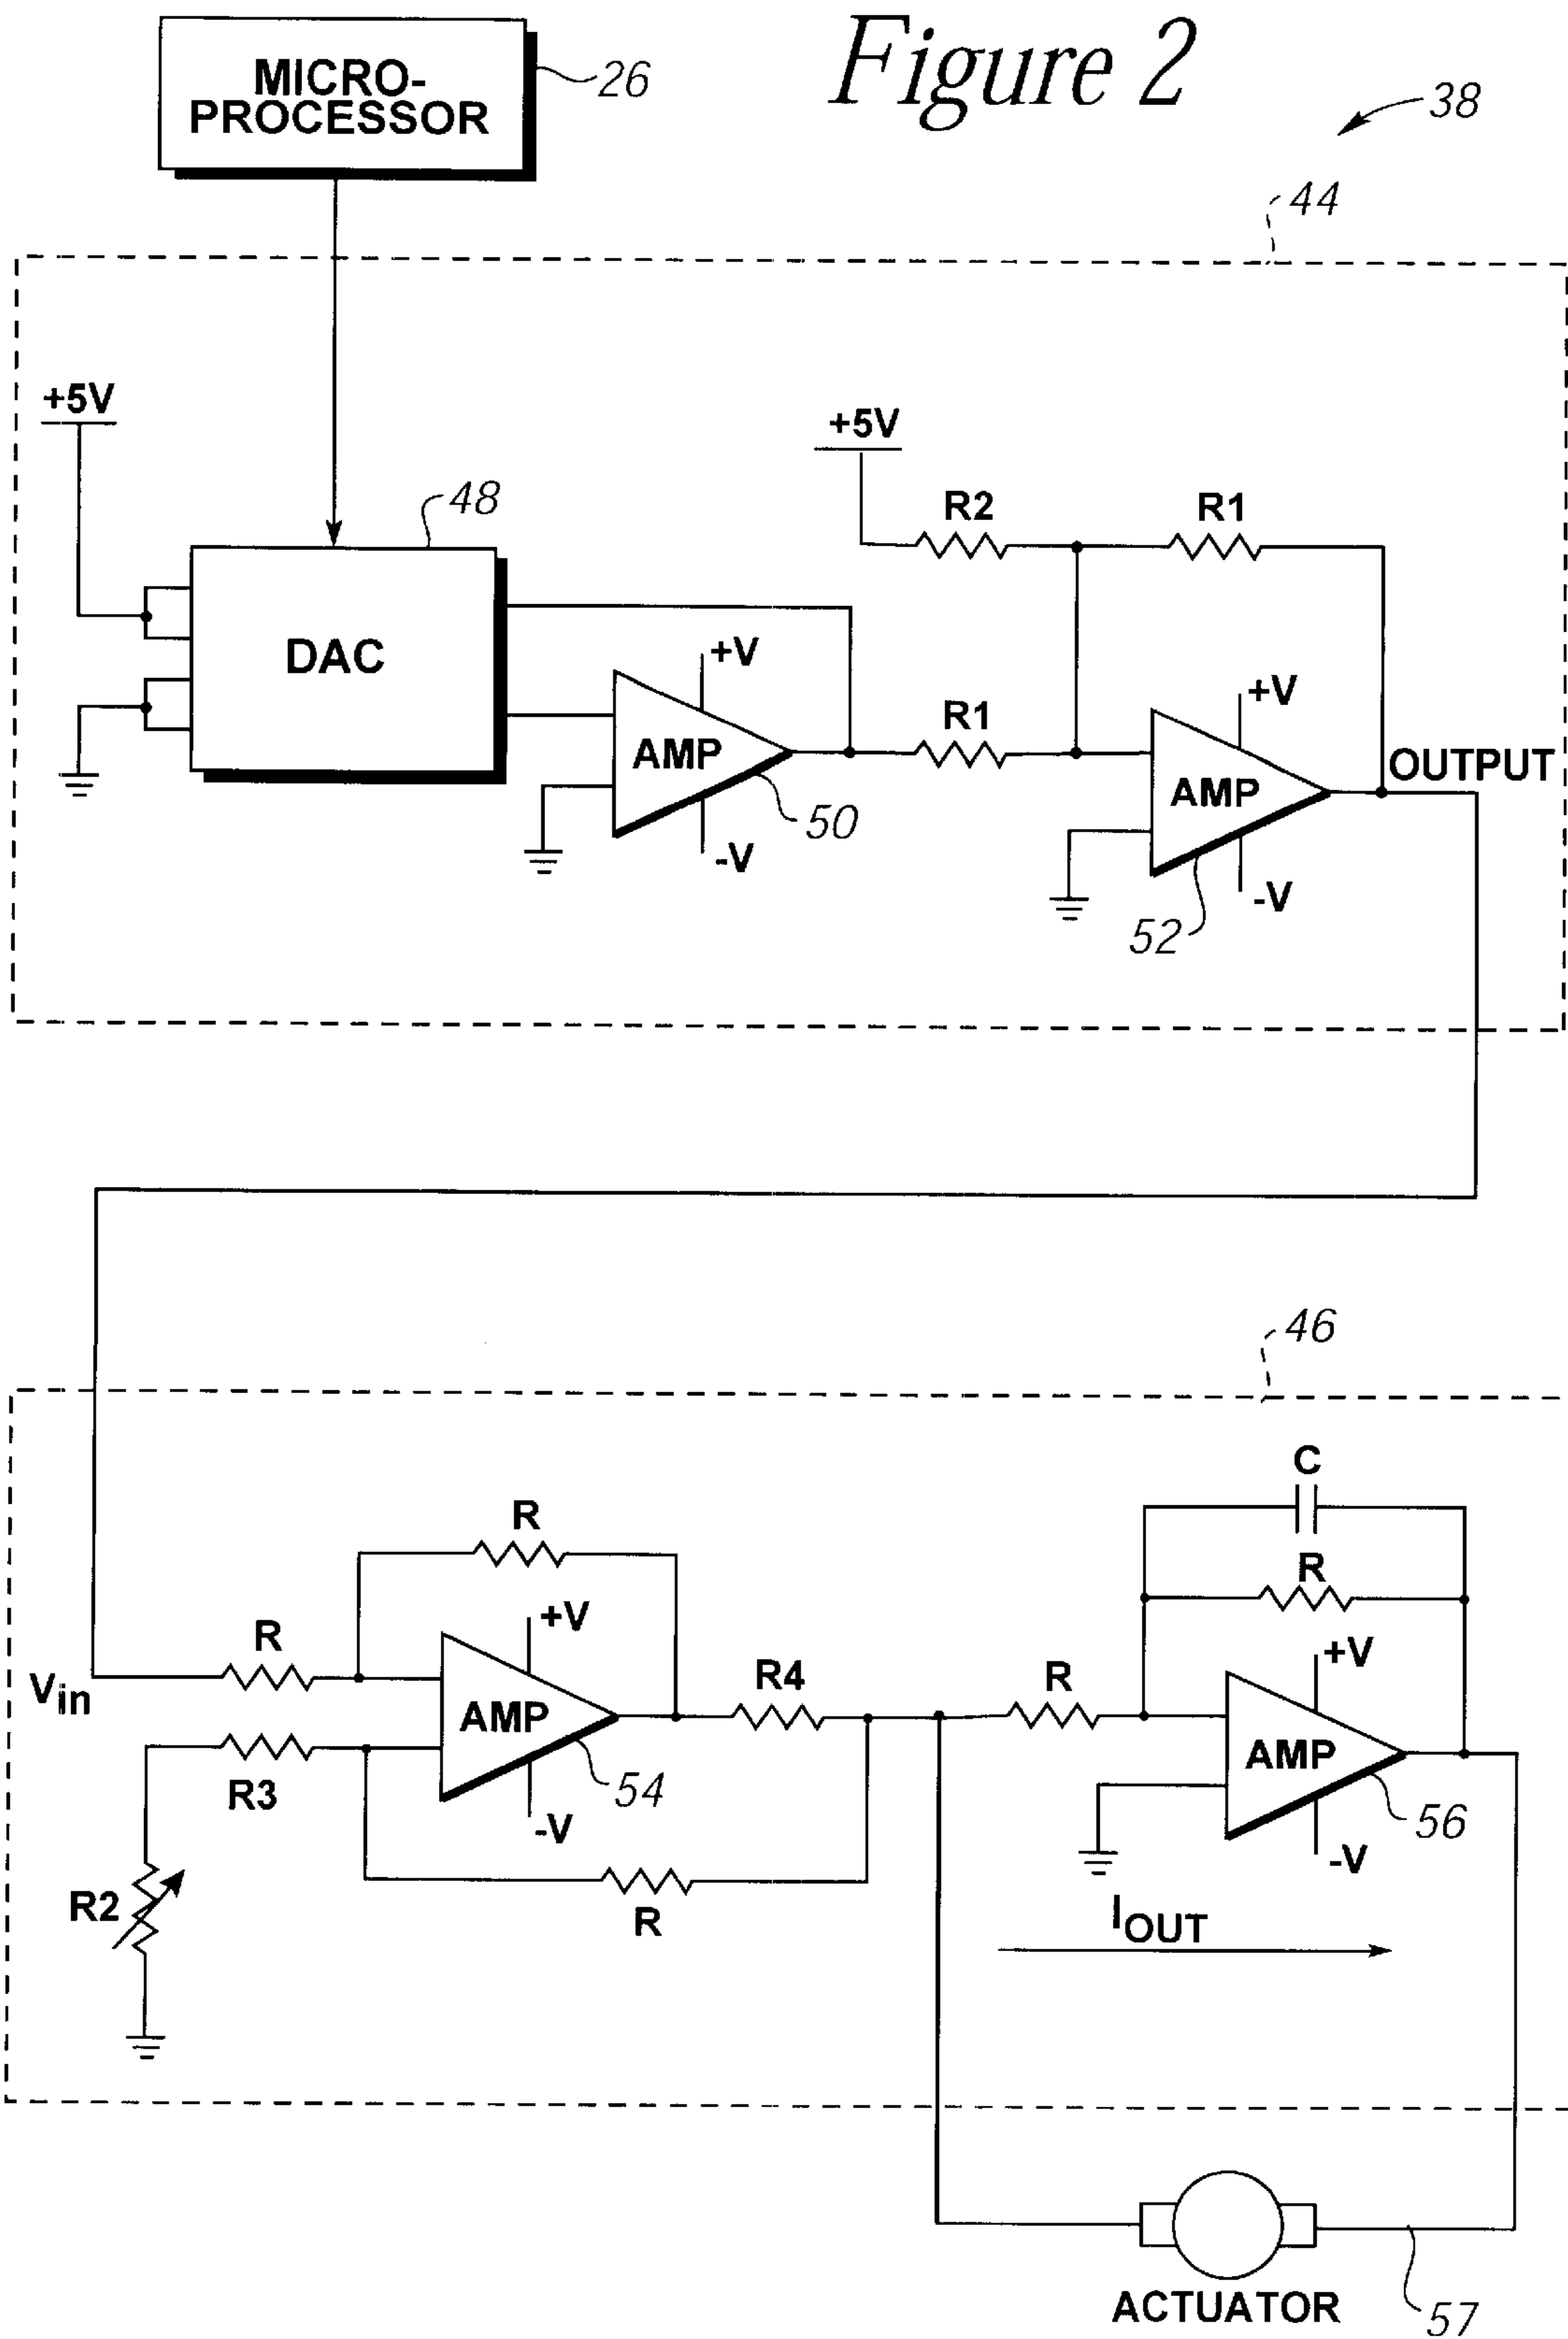 Figure 2
MICRO-
PROCESSOR
26
38
44
+5V
+5V
48
R2
R1
DAC
+V
+V
R1
AMP
OUTPUT
AMP
50
-V
-V
52
46
C
R
R
+V
R
+V
R4
R
Vin
AMP
AMP
54
R3
56
-V
-V
R2
R
IOUT
ACTUATOR
57